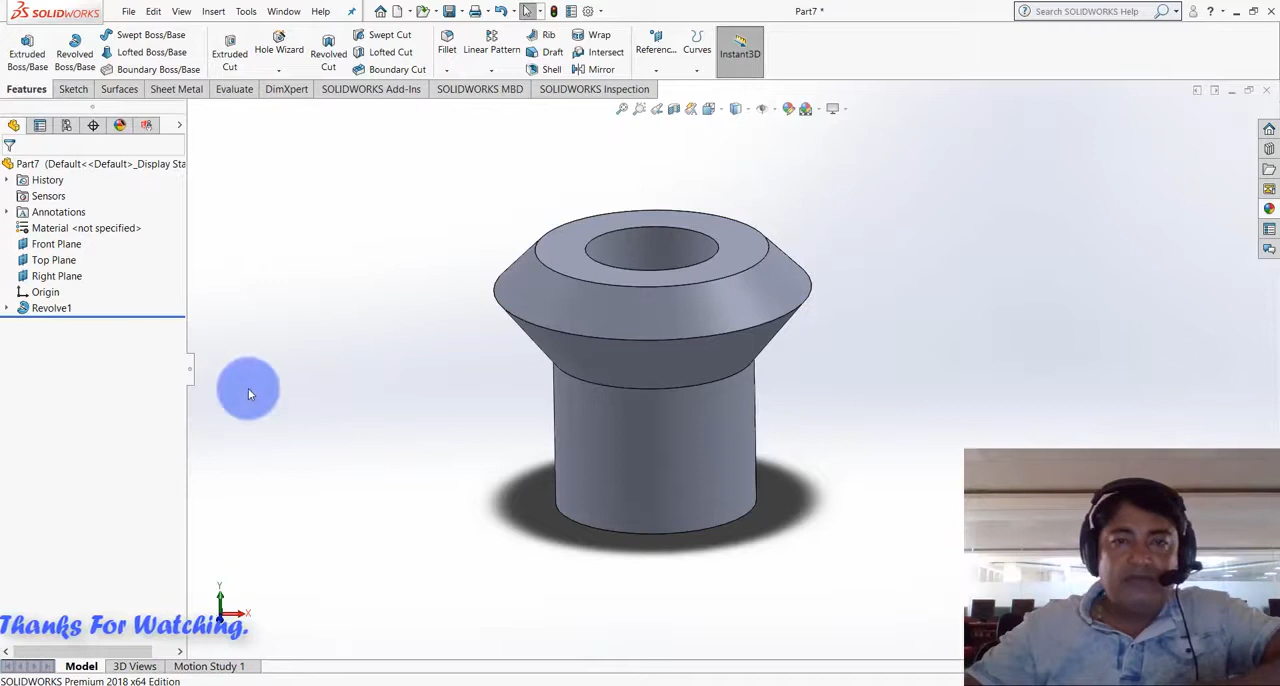 SOLIDWORKS
File Edit View Insert Tools Window Help
Part7 *
Search SOLIDWORKS Help
Extruded Boss/Base
Revolved Boss/Base
Swept Boss/Base
Lofted Boss/Base
Boundary Boss/Base
Extruded Cut
Hole Wizard
Revolved Cut
Swept Cut
Lofted Cut
Boundary Cut
Fillet
Linear Pattern
Rib
Draft
Shell
Wrap
Intersect
Mirror
Referenc...
Curves
Instant3D
Features Sketch Surfaces Sheet Metal Evaluate DimXpert SOLIDWORKS Add-Ins SOLIDWORKS MBD SOLIDWORKS Inspection
Part7 (Default<<Default>_Display Sta
History
Sensors
Annotations
Material <not specified>
Front Plane
Top Plane
Right Plane
Origin
Revolve1
Y
X
Thanks For Watching.
Model 3D Views Motion Study 1
SOLIDWORKS Premium 2018 x64 Edition